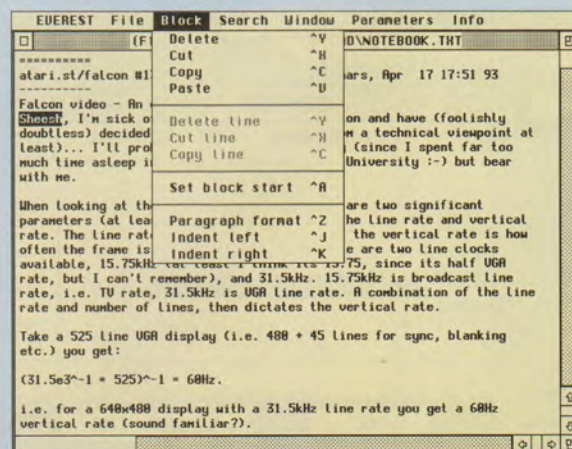 EVEREST File Block Search Window Parameters Info
(F D\NOTEBOOK.TXT
Delete ^Y
Cut ^X
Copy ^C
Paste ^V
Delete line ^Y
Cut line ^X
Copy line ^C
Set block start ^A
Paragraph format ^Z
Indent left ^J
Indent right ^K
==========
atari.st/falcon #1 ars, Apr 17 17:51 93
----------
Falcon video - An
Sheesh, I'm sick o on and have (foolishly
doubtless) decided m a technical viewpoint at
least)... I'll pro (since I spent far too
much time asleep i University :-) but bear
with me.
When looking at th are two significant
parameters (at lea he line rate and vertical
rate. The line rat the vertical rate is how
often the frame is e are two line clocks
available, 15.75kHz (at least I think its 15.75, since its half VGA
rate, but I can't remember), and 31.5kHz. 15.75kHz is broadcast line
rate, i.e. TV rate, 31.5kHz is VGA line rate. A combination of the line
rate and number of lines, then dictates the vertical rate.
Take a 525 line VGA display (i.e. 480 + 45 lines for sync, blanking
etc.) you get:
(31.5e3^-1 * 525)^-1 = 60Hz.
i.e. for a 640x480 display with a 31.5kHz line rate you get a 60Hz
vertical rate (sound familiar?).